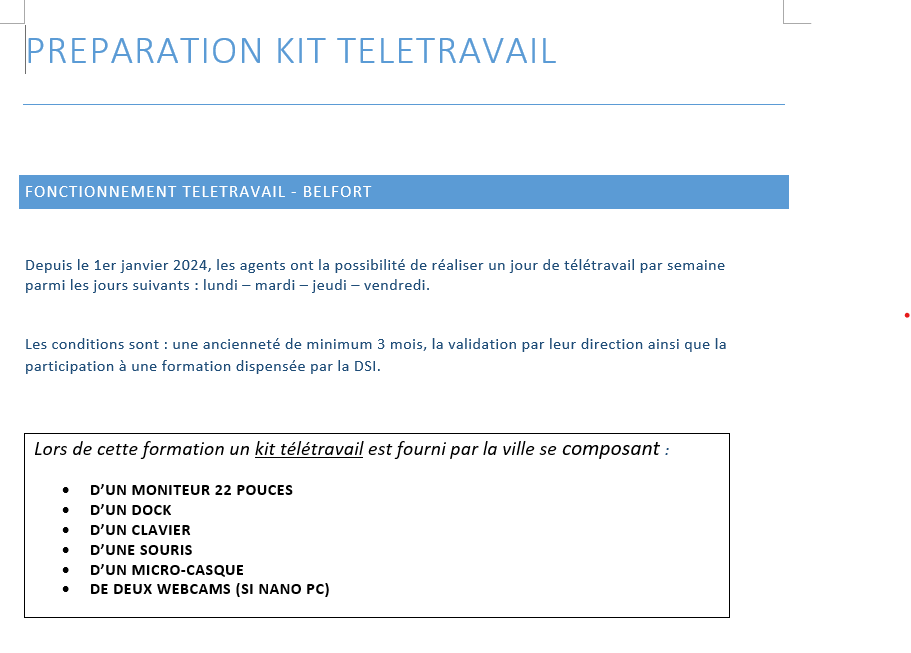 PREPARATION KIT TELETRAVAIL
FONCTIONNEMENT TELETRAVAIL - BELFORT
Depuis le 1er janvier 2024, les agents ont la possibilité de réaliser un jour de télétravail par semaine
parmi les jours suivants : lundi – mardi – jeudi – vendredi.
Les conditions sont : une ancienneté de minimum 3 mois, la validation par leur direction ainsi que la
participation à une formation dispensée par la DSI.
Lors de cette formation un kit télétravail est fourni par la ville se composant :
• D’UN MONITEUR 22 POUCES
• D’UN DOCK
• D’UN CLAVIER
• D’UNE SOURIS
• D’UN MICRO-CASQUE
• DE DEUX WEBCAMS (SI NANO PC)